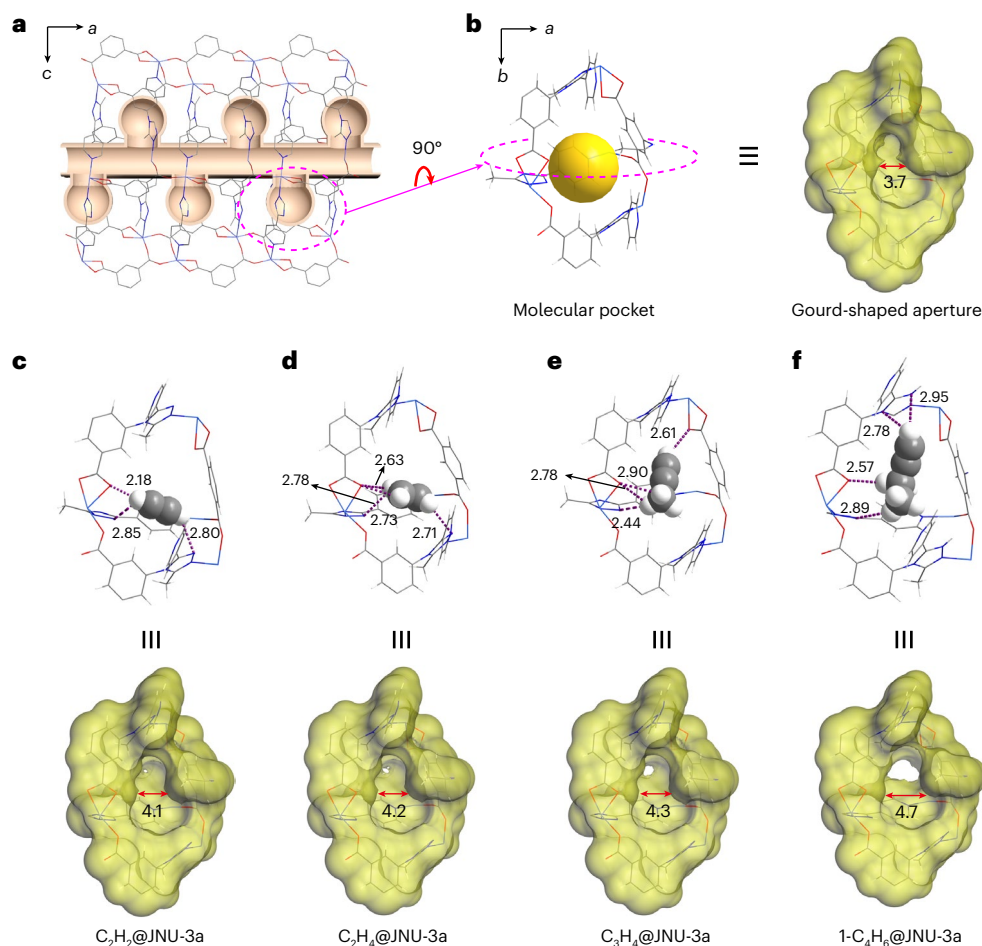 a
a
c
90°
b
a
b
≡
3.7
Molecular pocket
Gourd-shaped aperture
c
2.18
2.85
2.80
d
2.63
2.78
2.73
2.71
e
2.61
2.90
2.78
2.44
f
2.95
2.78
2.57
2.89
4.1
4.2
4.3
4.7
C₂H₂@JNU-3a
C₂H₄@JNU-3a
C₃H₄@JNU-3a
1-C₄H₆@JNU-3a